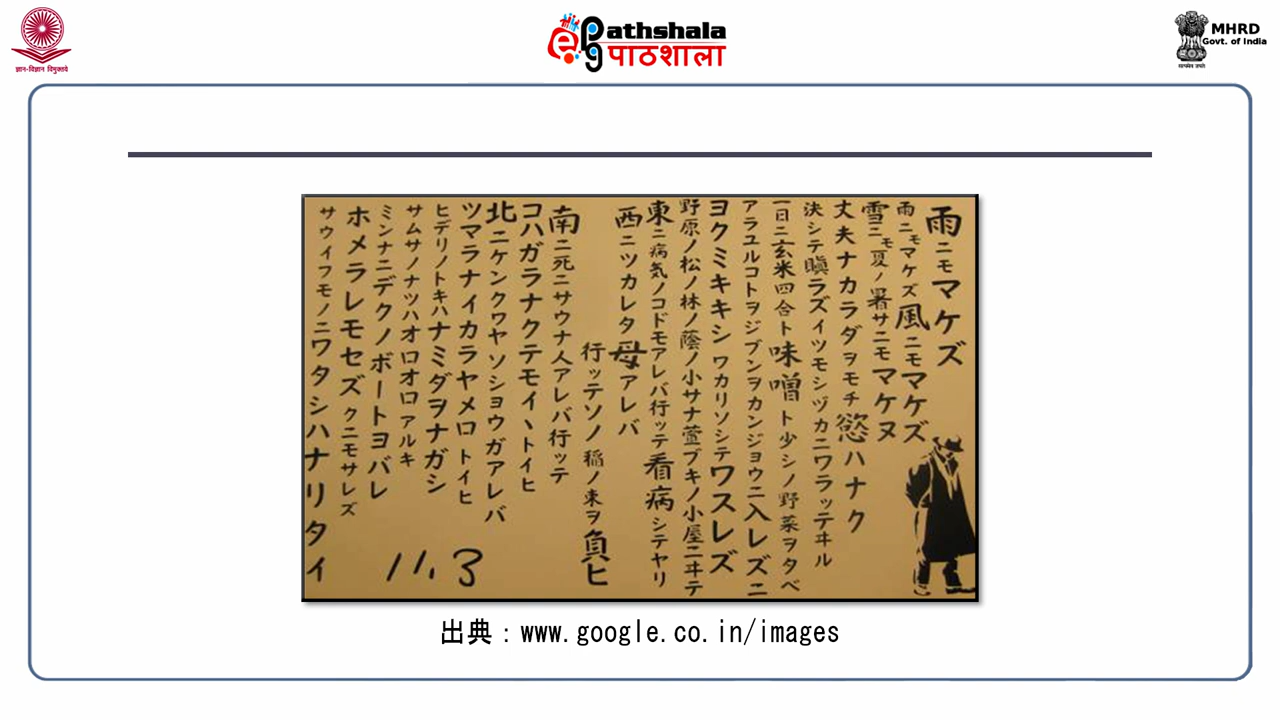 ज्ञान-विज्ञान विमुक्तये
ePathshala
पाठशाला
MHRD
Govt. of India
सत्यमेव जयते
雨ニモマケズ
雨ニモマケズ風ニモマケズ
雪ニモ夏ノ暑サニモマケヌ
丈夫ナカラダヲモチ慾ハナク
決シテ瞋ラズイツモシヅカニワラッテヰル
一日ニ玄米四合ト味噌ト少シノ野菜ヲタベ
アラユルコトヲジブンヲカンジョウニ入レズニ
ヨクミキキシワカリソシテワスレズ
野原ノ松ノ林ノ蔭ノ小サナ萱ブキノ小屋ニヰテ
東ニ病気ノコドモアレバ行ッテ看病シテヤリ
西ニツカレタ母アレバ
行ッテソノ稲ノ束ヲ負ヒ
南ニ死ニサウナ人アレバ行ッテ
コハガラナクテモイヽトイヒ
北ニケンクワヤソショウガアレバ
ツマラナイカラヤメロトイヒ
ヒデリノトキハナミダヲナガシ
サムサノナツハオロオロアルキ
ミンナニデクノボートヨバレ
ホメラレモセズクニモサレズ
サウイフモノニワタシハナリタイ
11.3
出典：www.google.co.in/images